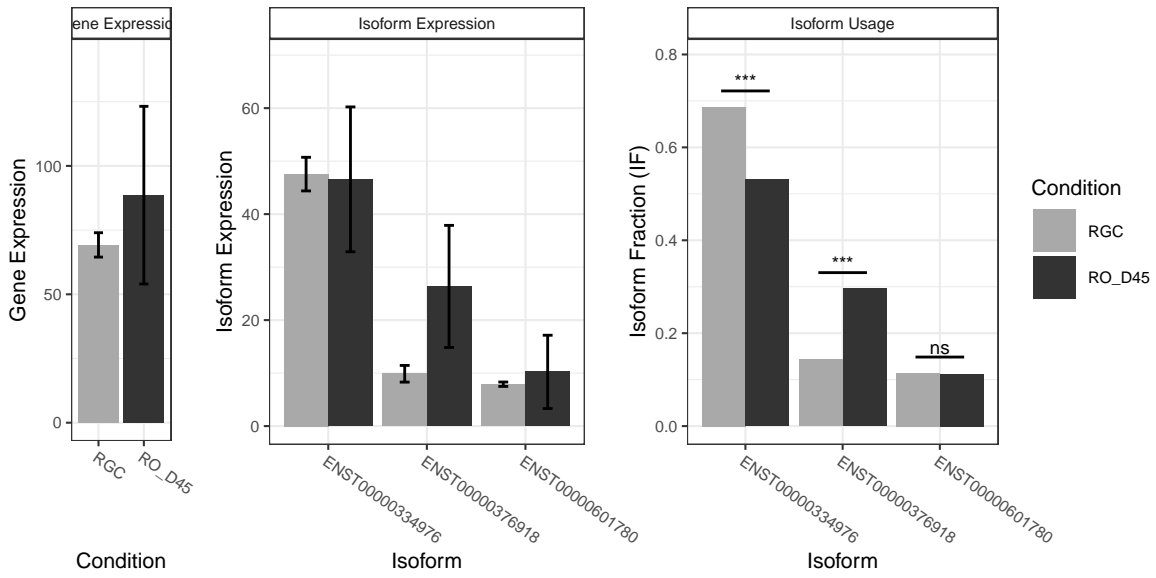 ene Expressio
Gene Expression
100
50
0
RGC
RO_D45
Condition
Isoform Expression
Isoform Expression
60
40
20
0
ENST00000334976
ENST00000376918
ENST00000601780
Isoform
Isoform Usage
Isoform Fraction (IF)
0.8
0.6
0.4
0.2
0.0
***
***
ns
ENST00000334976
ENST00000376918
ENST00000601780
Isoform
Condition
RGC
RO_D45